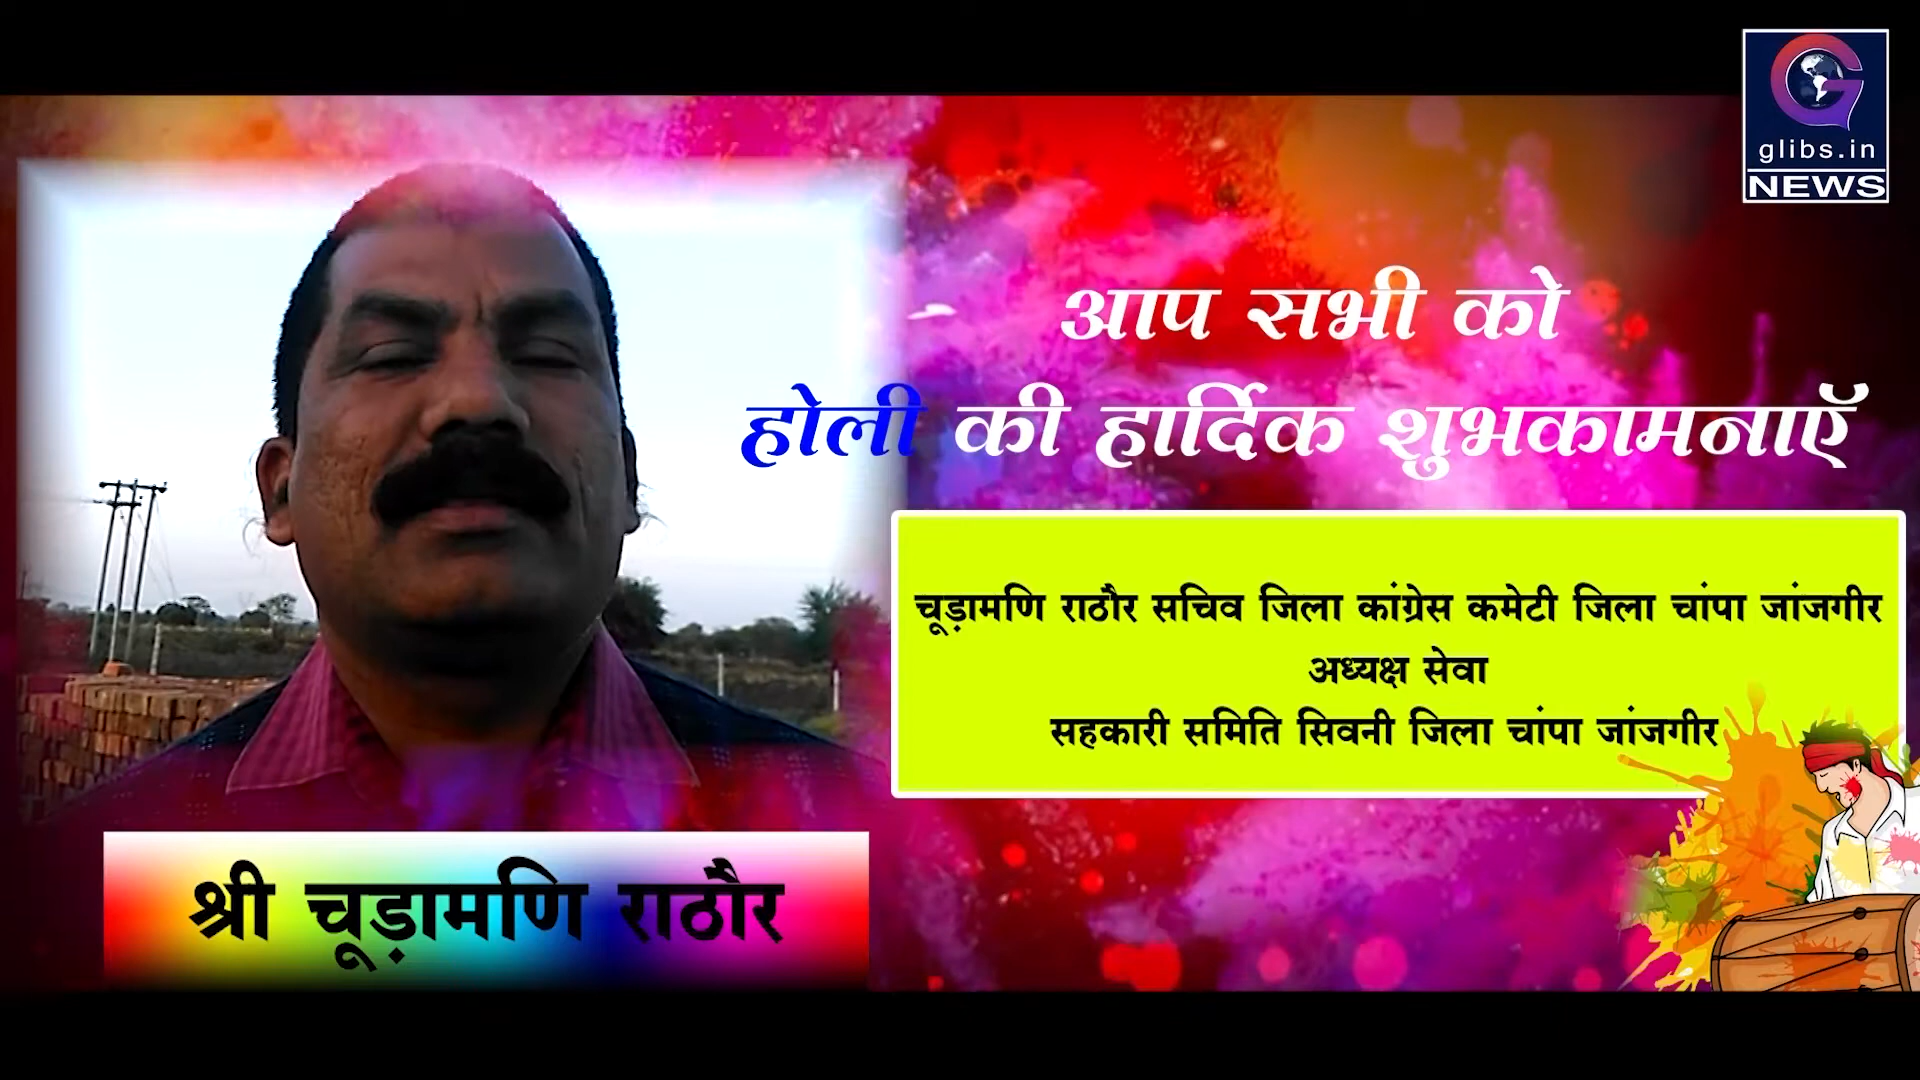 glibs.in
NEWS
आप सभी को
होली की हार्दिक शुभकामनाएॅ
चूड़ामणि राठौर सचिव जिला कांग्रेस कमेटी जिला चांपा जांजगीर
अध्यक्ष सेवा
सहकारी समिति सिवनी जिला चांपा जांजगीर
श्री चूड़ामणि राठौर